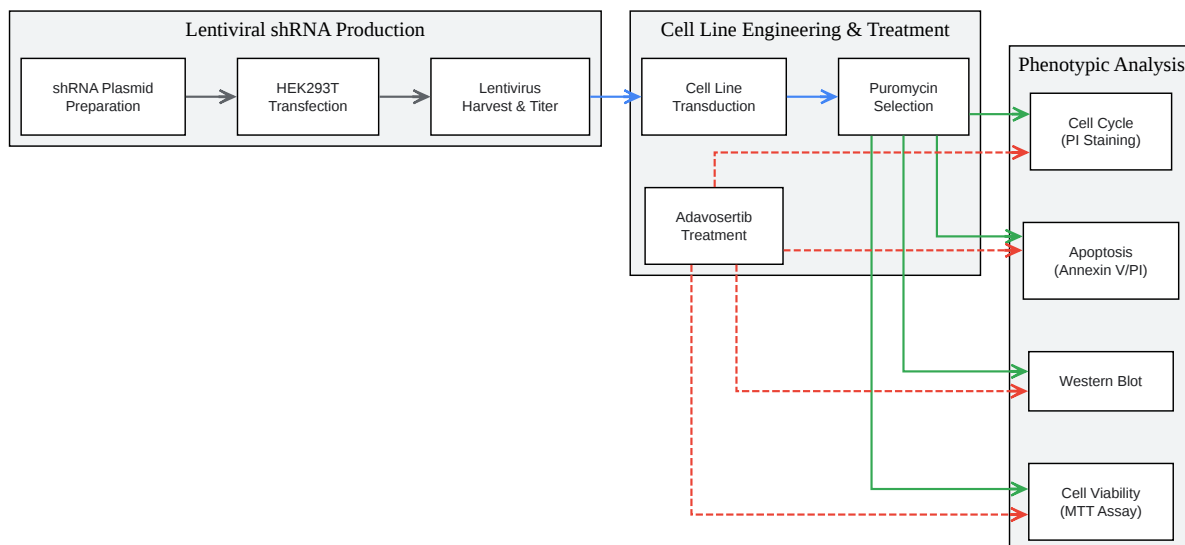 Lentiviral shRNA Production
shRNA Plasmid
Preparation
HEK293T
Transfection
Lentivirus
Harvest & Titer
Cell Line Engineering & Treatment
Cell Line
Transduction
Puromycin
Selection
Adavosertib
Treatment
Phenotypic Analysis
Cell Cycle
(PI Staining)
Apoptosis
(Annexin V/PI)
Western Blot
Cell Viability
(MTT Assay)